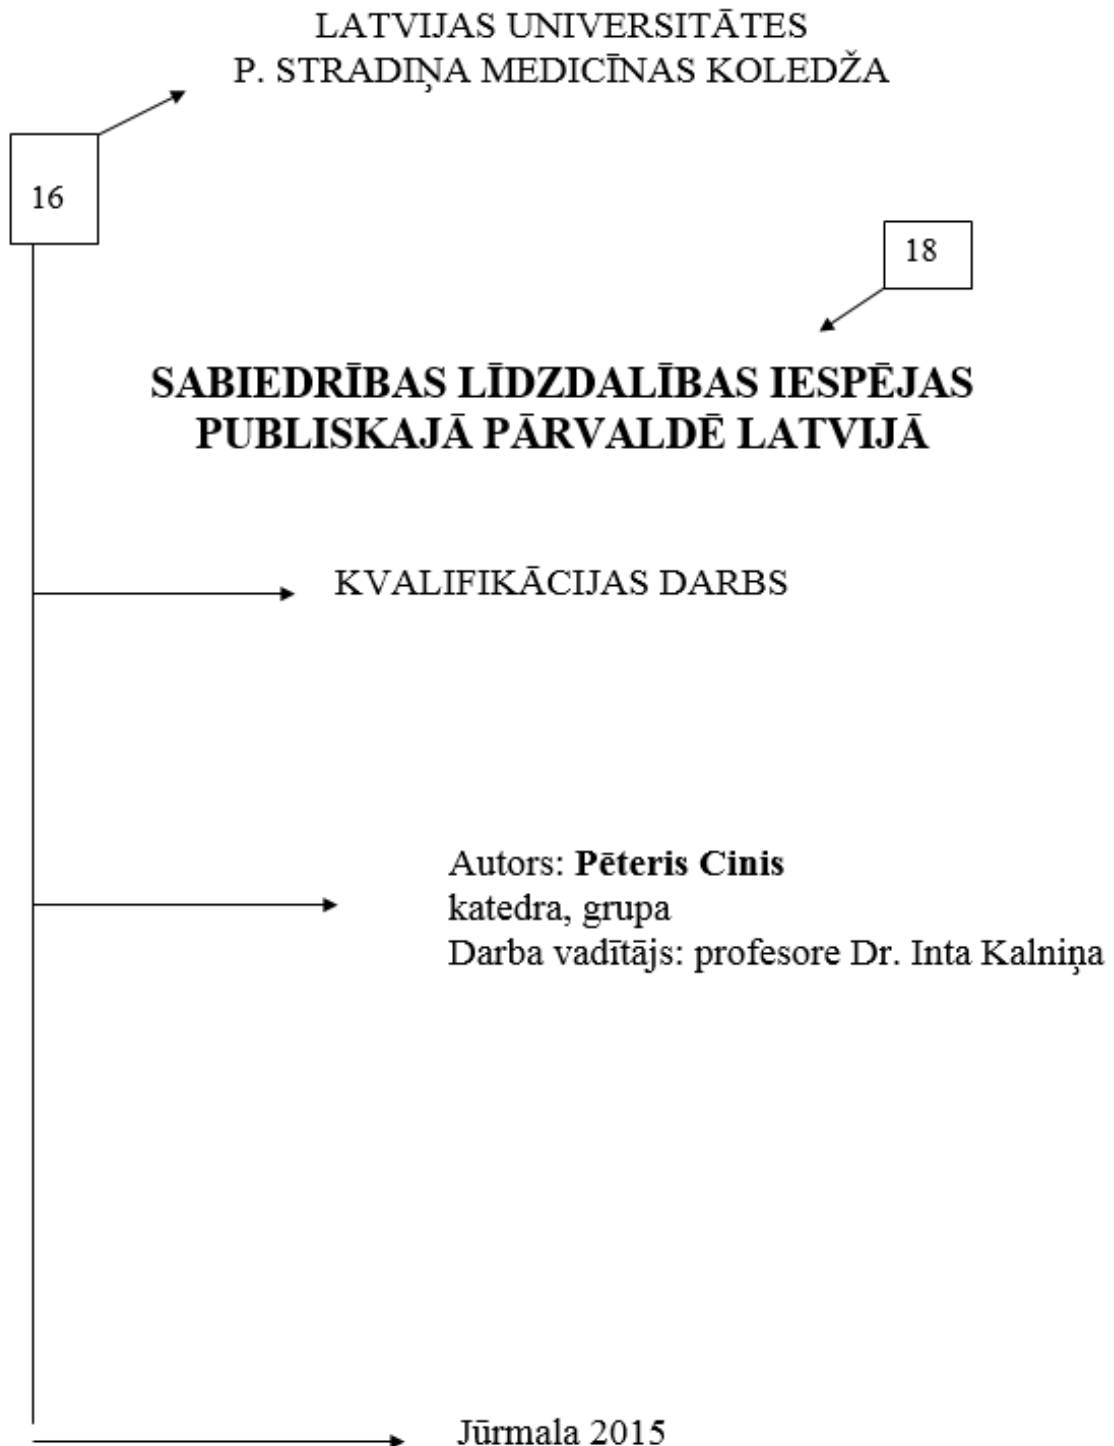 LATVIJAS UNIVERSITĀTES
P. STRADIŅA MEDICĪNAS KOLEDŽA
16
18
SABIEDRĪBAS LĪDZDALĪBAS IESPĒJAS
PUBLISKAJĀ PĀRVALDĒ LATVIJĀ
KVALIFIKĀCIJAS DARBS
Autors: Pēteris Cinis
katedra, grupa
Darba vadītājs: profesore Dr. Inta Kalniņa
Jūrmala 2015